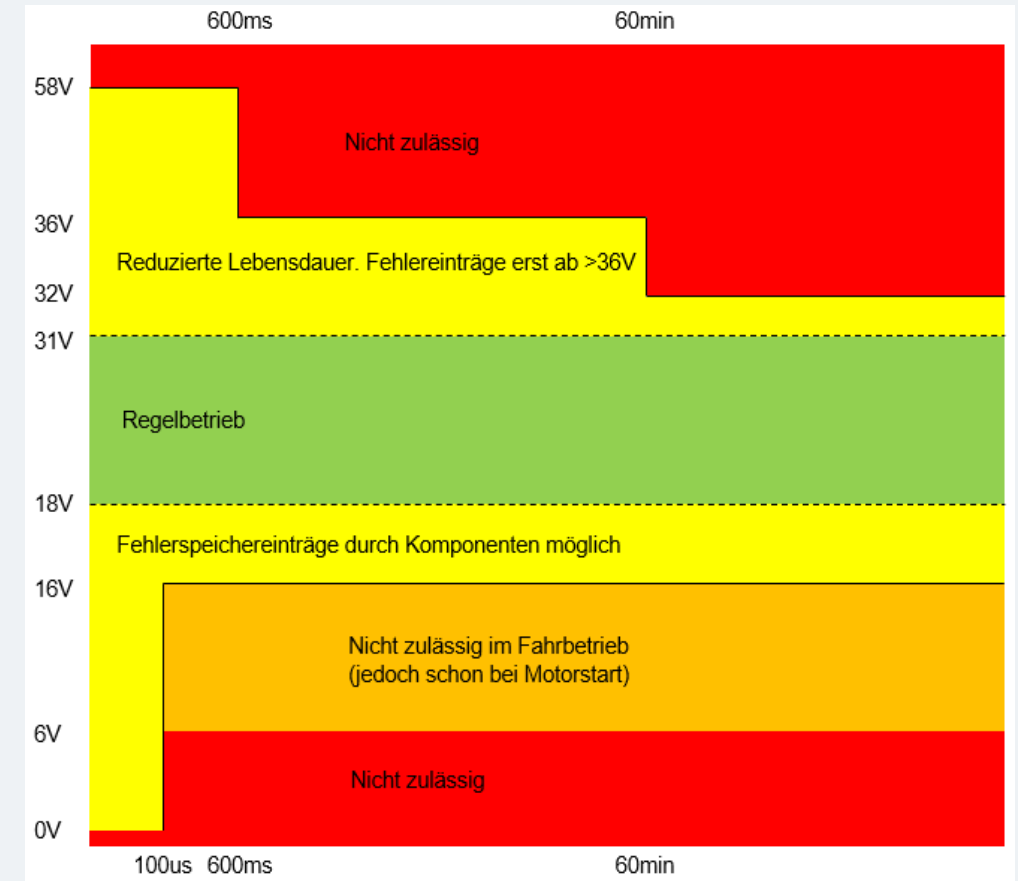 600ms 60min
58V
Nicht zulässig
36V
Reduzierte Lebensdauer. Fehlereinträge erst ab >36V
32V
31V
Regelbetrieb
18V
Fehlerspeichereinträge durch Komponenten möglich
16V
Nicht zulässig im Fahrbetrieb
(jedoch schon bei Motorstart)
6V
Nicht zulässig
0V
100us 600ms 60min